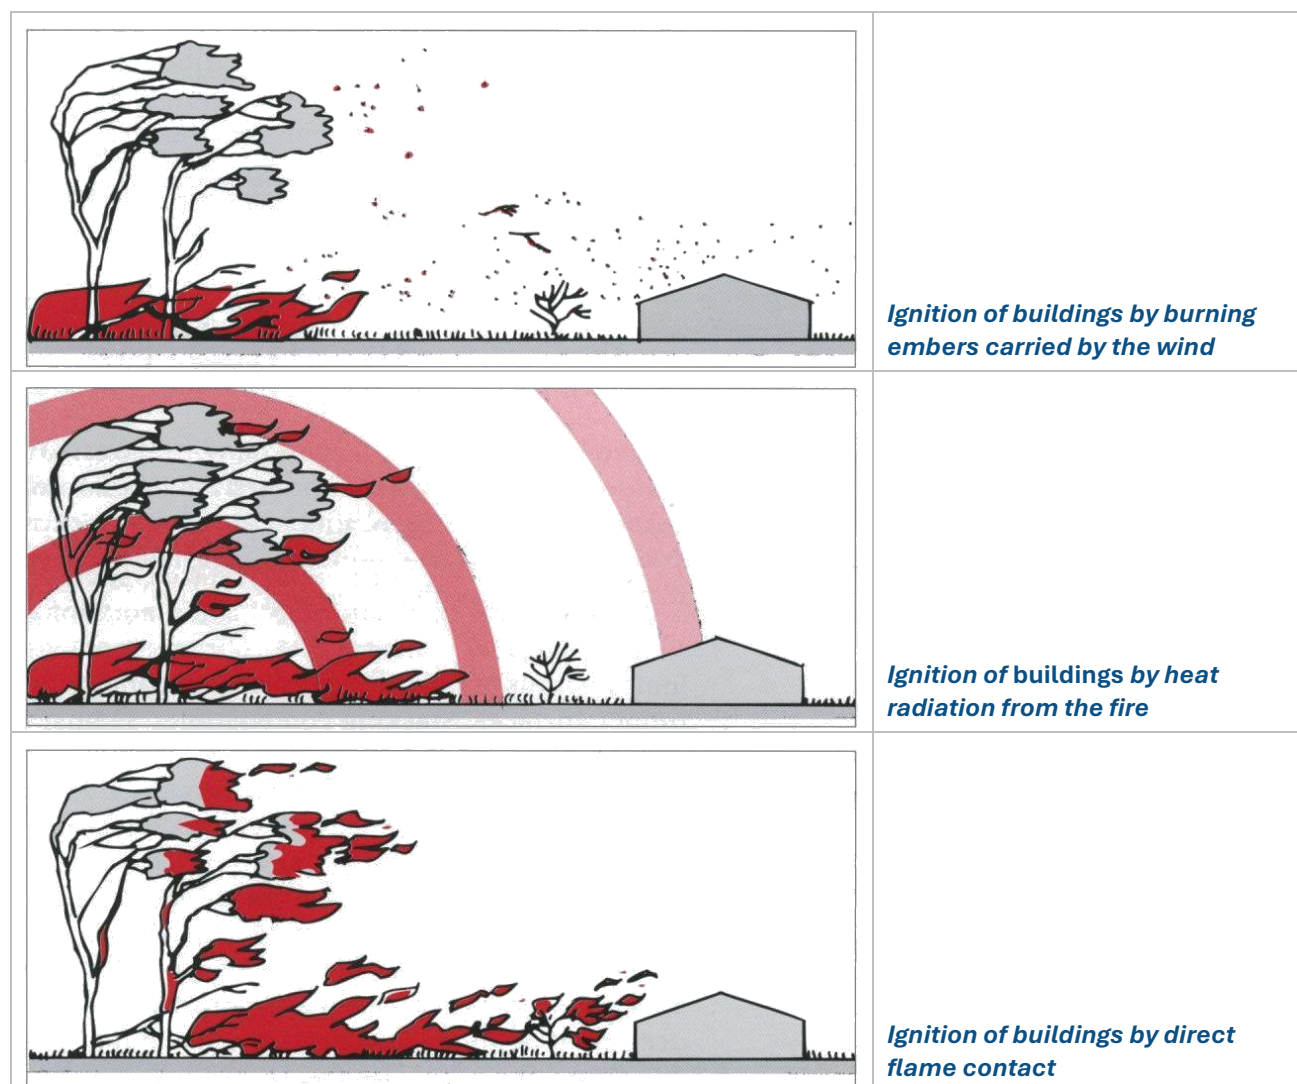 Ignition of buildings by burning
embers carried by the wind
Ignition of buildings by heat
radiation from the fire
Ignition of buildings by direct
flame contact